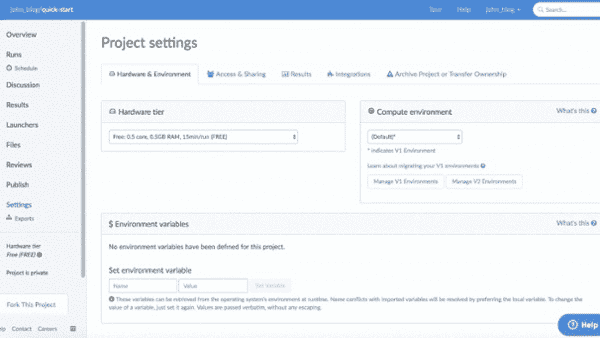 john_blog/quick-start
Tour
Help
john_blog
Search...
Overview
Runs
Schedule
Discussion
Results
Launchers
Files
Reviews
Publish
Settings
Exports
Hardware tier
Free (FREE)
Project is private
Fork This Project
Contact Careers
Project settings
Hardware & Environment
Access & Sharing
Results
Integrations
Archive Project or Transfer Ownership
Hardware tier
Free: 0.5 core, 0.5GB RAM, 15min/run (FREE)
Compute environment
What's this
(Default)*
* indicates V1 Environment
Learn about migrating your V1 environments
Manage V1 Environments
Manage V2 Environments
$ Environment variables
What's this
No environment variables have been defined for this project.
Set environment variable
Name
Value
Set variable
These variables can be retrieved from the operating system's environment at runtime. Name conflicts with imported variables will be resolved by preferring the local variable. To change
the value of a variable, just set it again. Values are passed verbatim, without any escaping.
Help